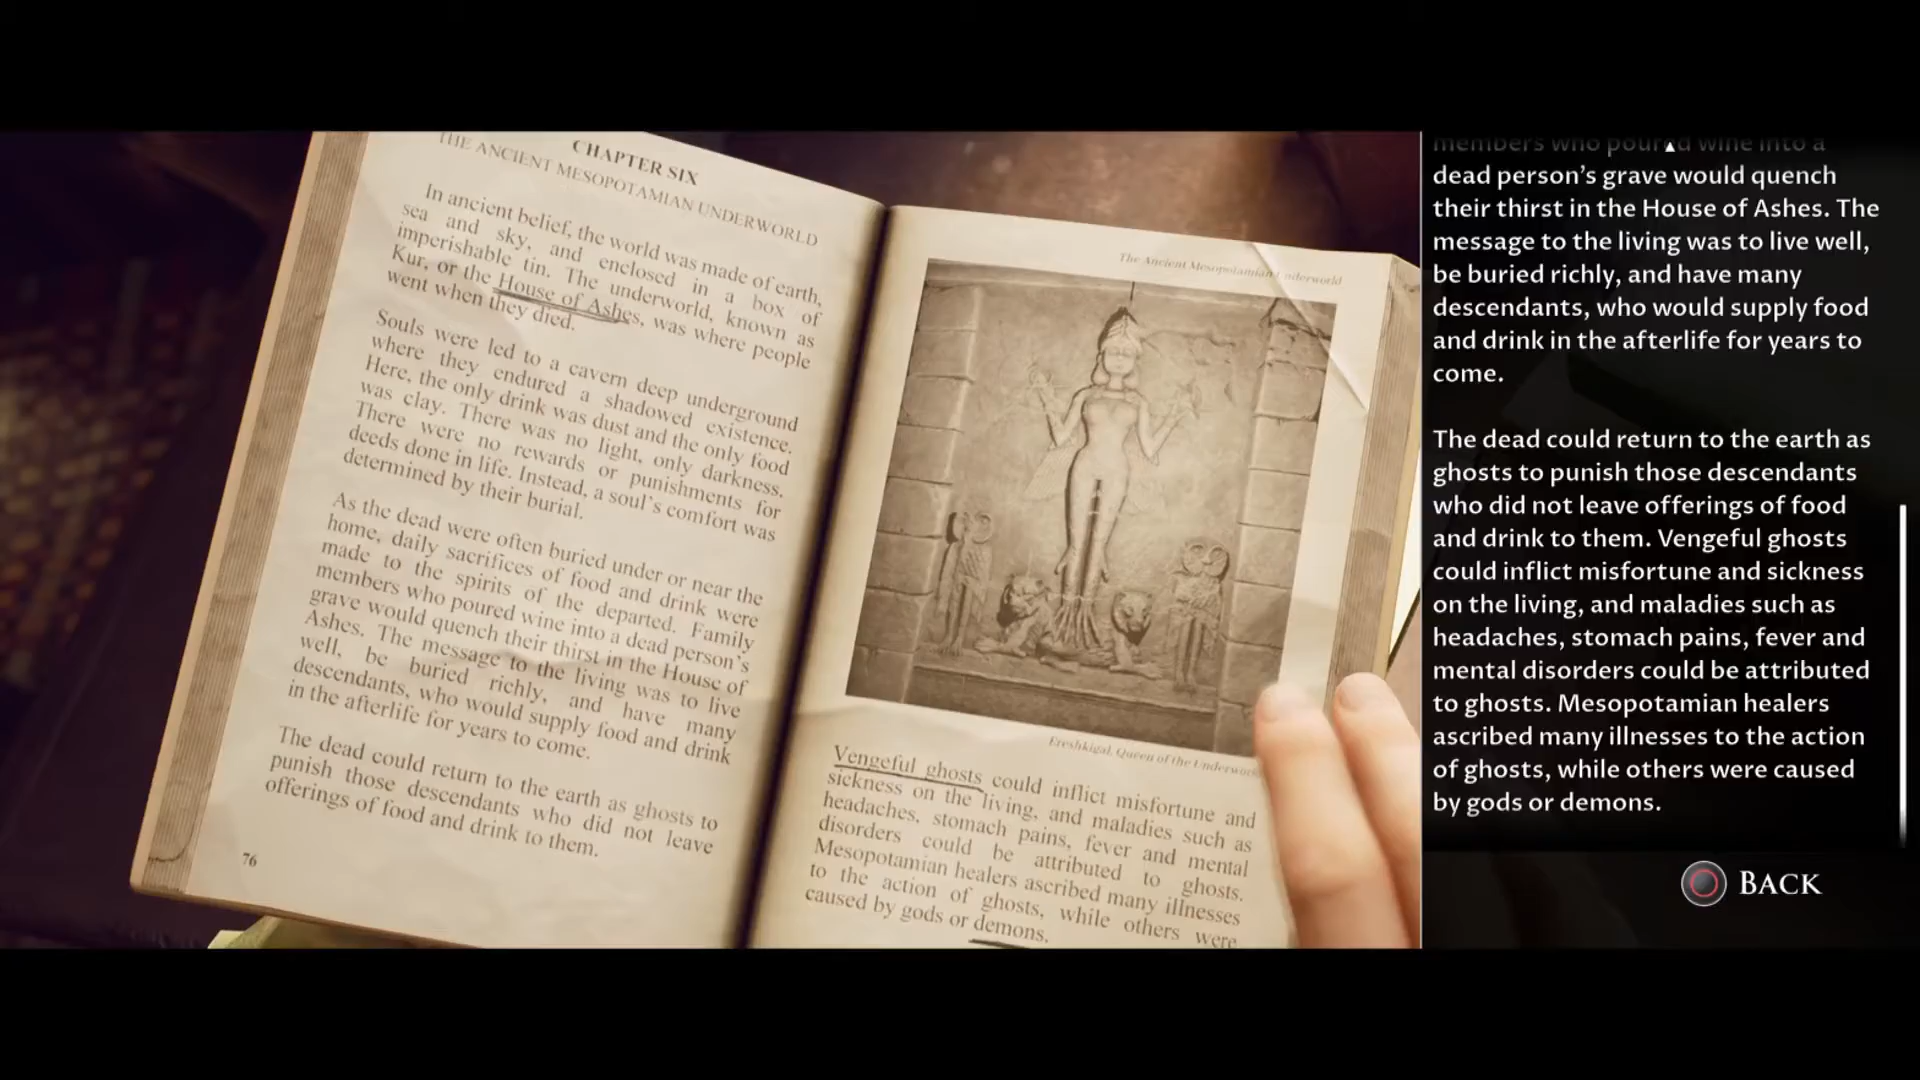 CHAPTER SIX
THE ANCIENT MESOPOTAMIAN UNDERWORLD
In ancient belief, the world was made of earth,
sea and sky, and enclosed in a box of
imperishable tin. The underworld, known as
Kur, or the House of Ashes, was where people
went when they died.
Souls were led to a cavern deep underground
where they endured a shadowed existence.
Here, the only drink was dust and the only food
was clay. There was no light, only darkness.
There were no rewards or punishments for
deeds done in life. Instead, a soul's comfort was
determined by their burial.
As the dead were often buried under or near the
home, daily sacrifices of food and drink were
made to the spirits of the departed. Family
members who poured wine into a dead person's
grave would quench their thirst in the House of
Ashes. The message to the living was to live
well, be buried richly, and have many
descendants, who would supply food and drink
in the afterlife for years to come.
The dead could return to the earth as ghosts to
punish those descendants who did not leave
offerings of food and drink to them.
76
The Ancient Mesopotamian Underworld
Ereshkigal, Queen of the Underworld
Vengeful ghosts could inflict misfortune and
sickness on the living, and maladies such as
headaches, stomach pains, fever and mental
disorders could be attributed to ghosts.
Mesopotamian healers ascribed many illnesses
to the action of ghosts, while others were
caused by gods or demons.
members who poured wine into a
dead person's grave would quench
their thirst in the House of Ashes. The
message to the living was to live well,
be buried richly, and have many
descendants, who would supply food
and drink in the afterlife for years to
come.
The dead could return to the earth as
ghosts to punish those descendants
who did not leave offerings of food
and drink to them. Vengeful ghosts
could inflict misfortune and sickness
on the living, and maladies such as
headaches, stomach pains, fever and
mental disorders could be attributed
to ghosts. Mesopotamian healers
ascribed many illnesses to the action
of ghosts, while others were caused
by gods or demons.
BACK